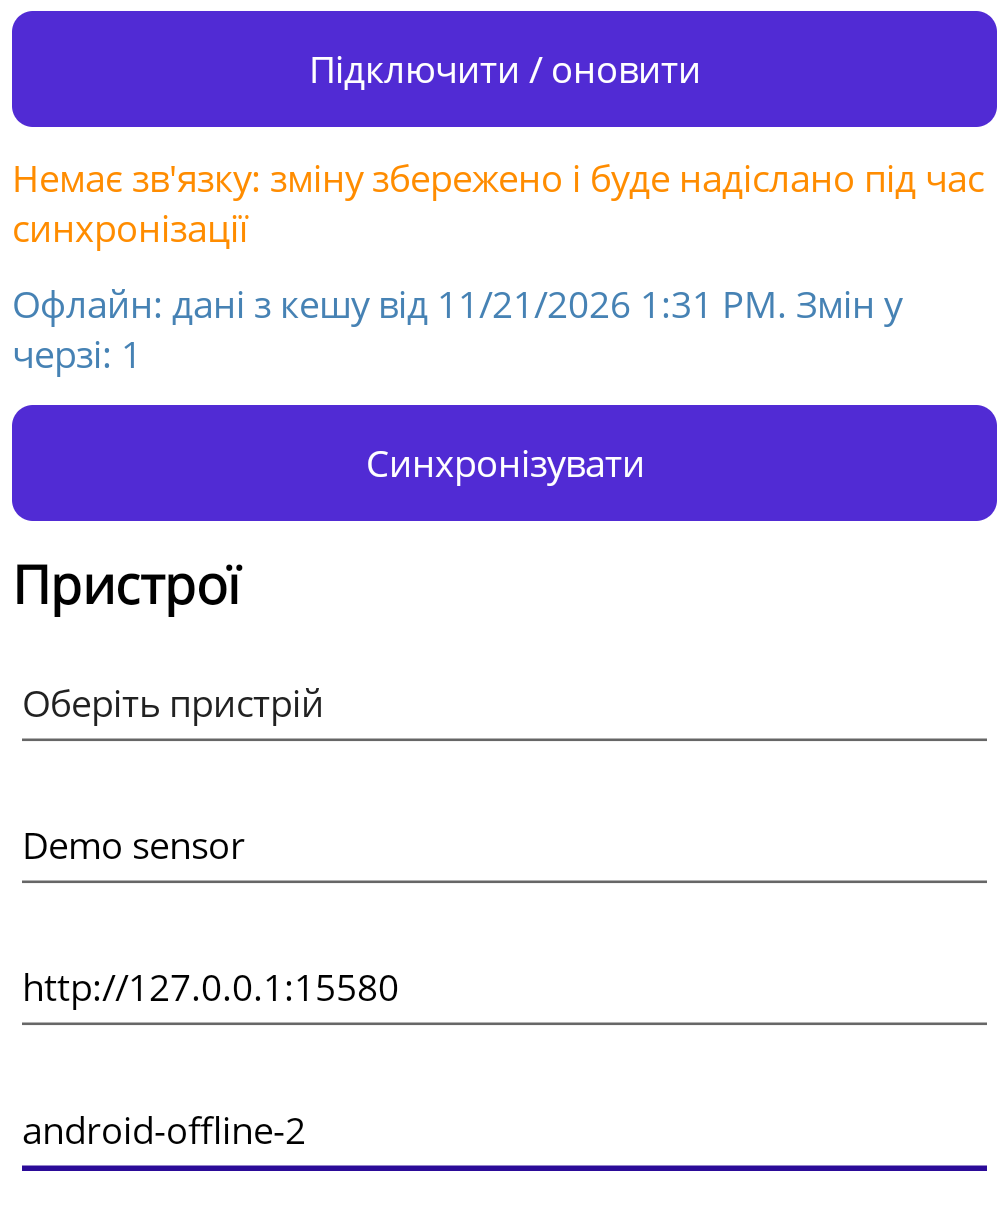 Підключити / оновити
Немає зв'язку: зміну збережено і буде надіслано під час
синхронізації
Офлайн: дані з кешу від 11/21/2026 1:31 PM. Змін у
черзі: 1
Синхронізувати
Пристрої
Оберіть пристрій
Demo sensor
http://127.0.0.1:15580
android-offline-2